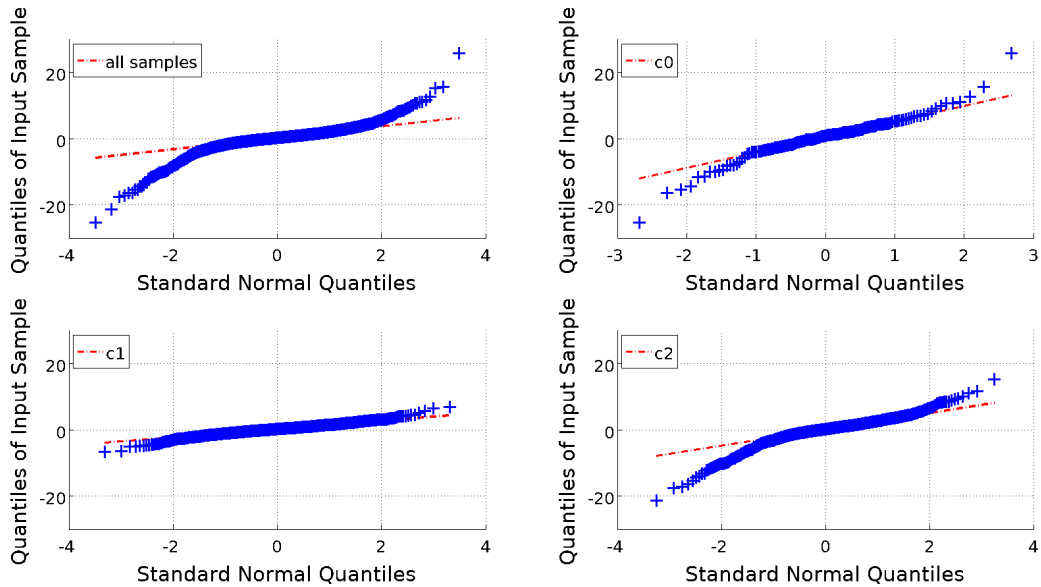 Quantiles of Input Sample
20
0
-20
all samples
-4
-2
0
2
4
Standard Normal Quantiles
Quantiles of Input Sample
20
0
-20
c0
-3
-2
-1
0
1
2
3
Standard Normal Quantiles
Quantiles of Input Sample
20
0
-20
c1
-4
-2
0
2
4
Standard Normal Quantiles
Quantiles of Input Sample
20
0
-20
c2
-4
-2
0
2
4
Standard Normal Quantiles